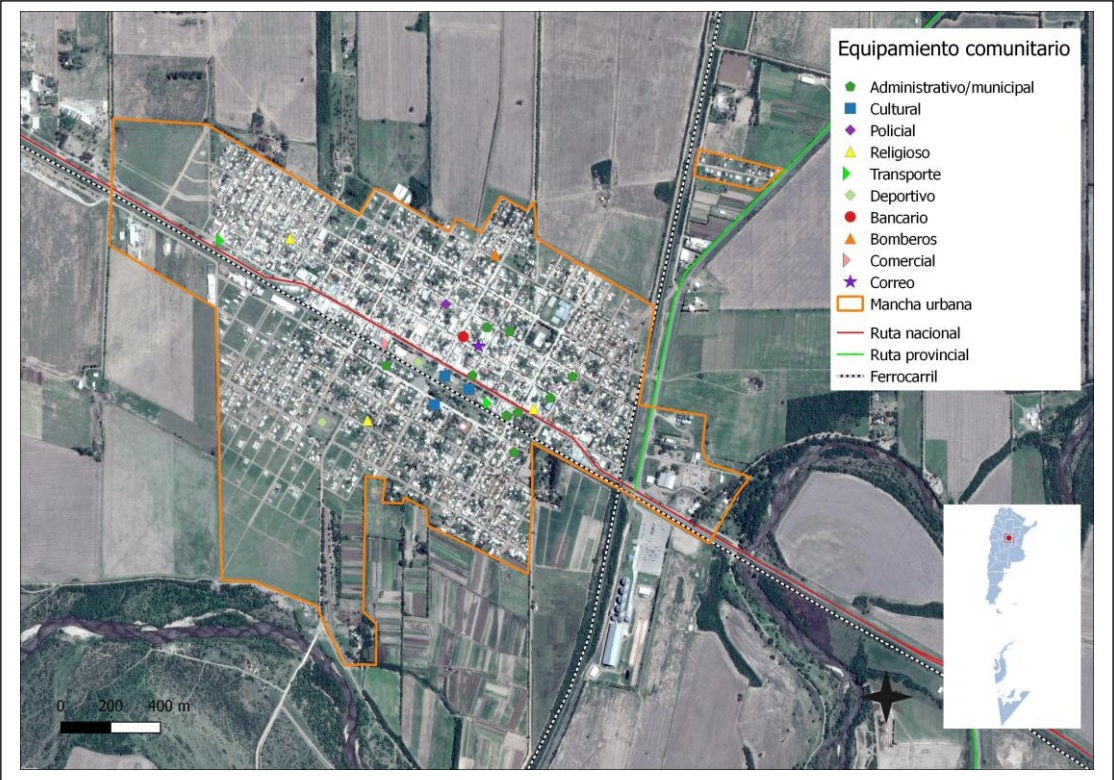 Equipamiento comunitario
Administrativo/municipal
Cultural
Policial
Religioso
Transporte
Deportivo
Bancario
Bomberos
Comercial
Correo
Mancha urbana
Ruta nacional
Ruta provincial
Ferrocarril
0 200 400 m